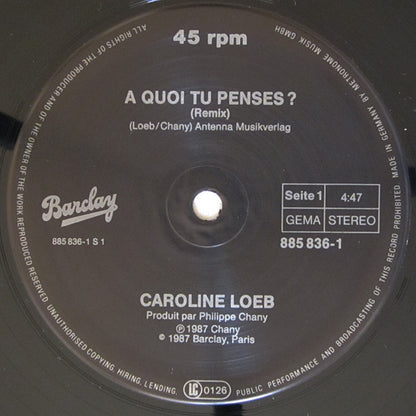 45 rpm
A QUOI TU PENSES?
(Remix)
(Loeb/Chany) Antenna Musikverlag
Barclay
885 836-1 S 1
Seite 1 4:47
GEMA STEREO
885 836-1
CAROLINE LOEB
Produit par Philippe Chany
℗ 1987 Chany
© 1987 Barclay, Paris
LC 0126
ALL RIGHTS OF THE PRODUCER AND OF THE OWNER OF THE WORK REPRODUCED RESERVED. UNAUTHORISED COPYING, HIRING, LENDING, PUBLIC PERFORMANCE AND BROADCASTING OF THIS RECORD PROHIBITED. MADE IN GERMANY BY METRONOME MUSIK GMBH